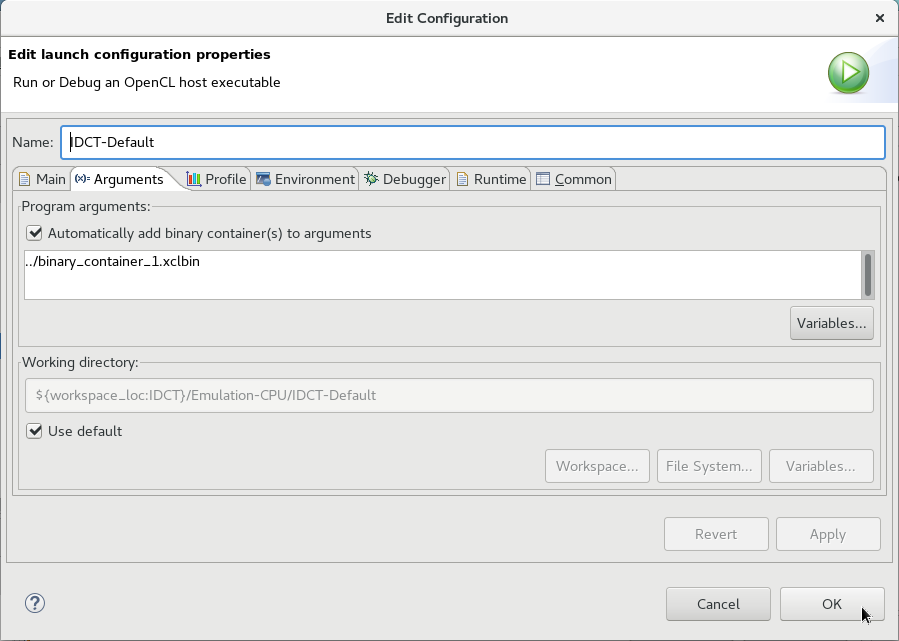 Edit Configuration
Edit launch configuration properties
Run or Debug an OpenCL host executable
Name: IDCT-Default
Main (x)= Arguments Profile Environment Debugger Runtime Common
Program arguments:
Automatically add binary container(s) to arguments
../binary_container_1.xclbin
Variables...
Working directory:
${workspace_loc:IDCT}/Emulation-CPU/IDCT-Default
Use default
Workspace... File System... Variables...
Revert Apply
? Cancel OK